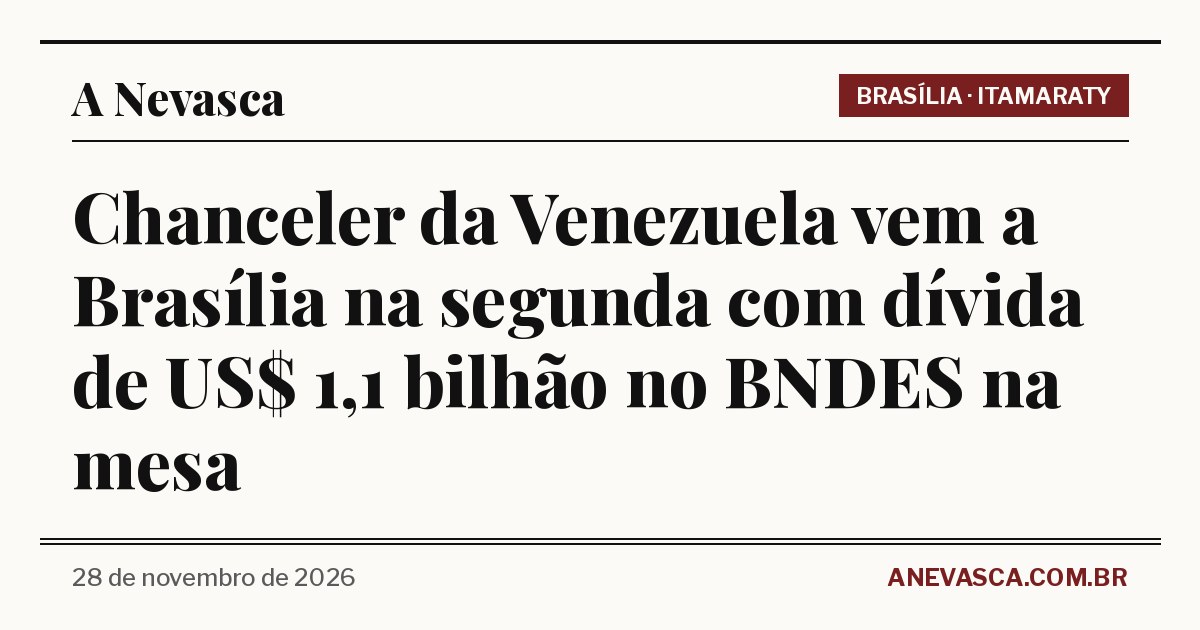 A Nevasca
BRASÍLIA · ITAMARATY
Chanceler da Venezuela vem a
Brasília na segunda com dívida
de US$ 1,1 bilhão no BNDES na
mesa
28 de novembro de 2026
ANEVASCA.COM.BR